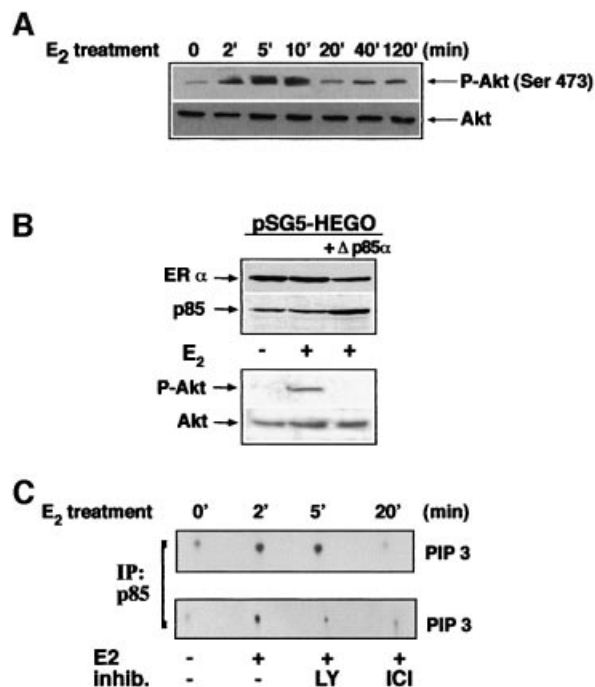 A
E2 treatment 0 2' 5' 10' 20' 40' 120' (min)
P-Akt (Ser 473)
Akt
B
pSG5-HEGO
+ Δ p85α
ER α
p85
E2 - + +
P-Akt
Akt
C
E2 treatment 0' 2' 5' 20' (min)
PIP 3
IP:
p85
PIP 3
E2 - + + +
inhib. - - LY ICI